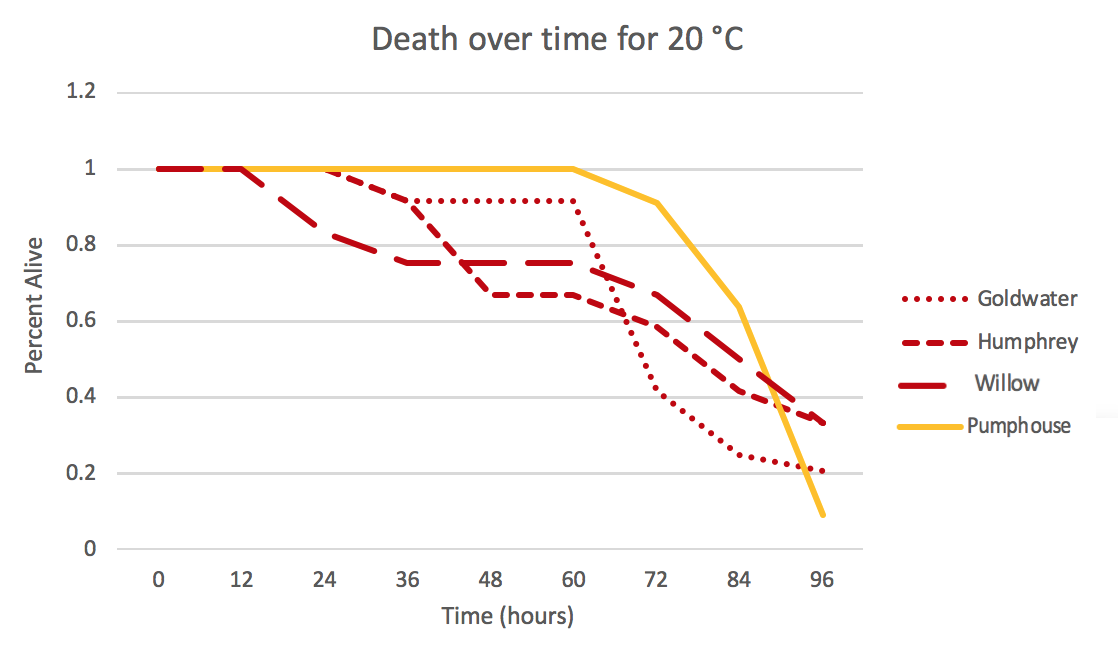 Death over time for 20 °C
1.2
1
0.8
0.6
0.4
0.2
0
Percent Alive
0 12 24 36 48 60 72 84 96
Time (hours)
Goldwater
Humphrey
Willow
Pumphouse